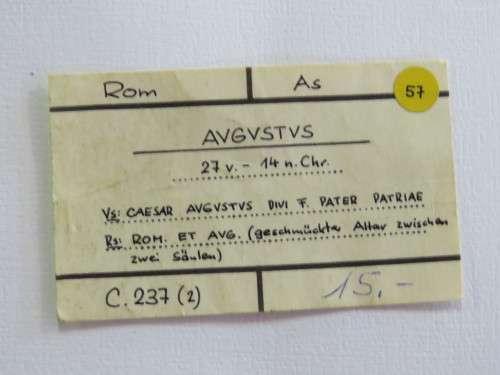 Rom As 57
AVGVSTVS
27 v. - 14 n. Chr.
Vs: CAESAR AVGVSTVS DIVI F. PATER PATRIAE
Rs: ROM. ET AVG. (geschmückter Altar zwischen
zwei Säulen)
C. 237 (2) 15.-